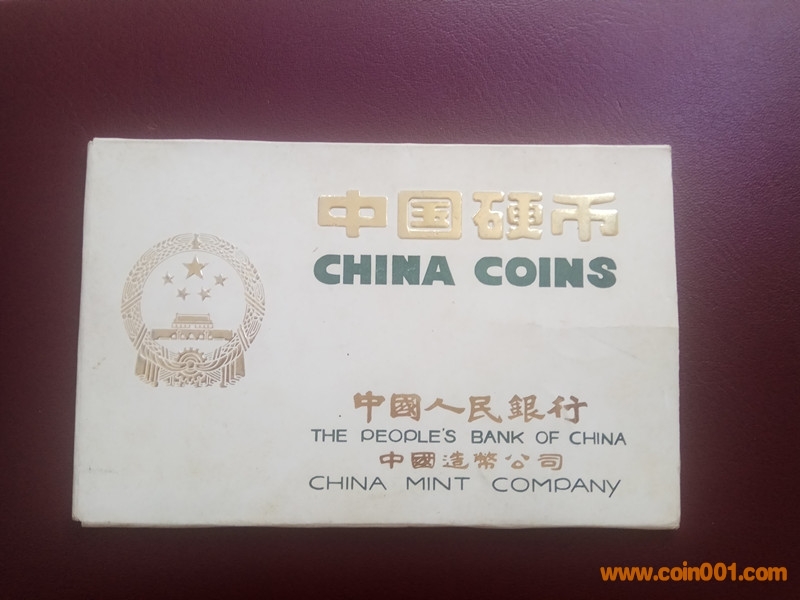 中国硬币
CHINA COINS
中國人民銀行
THE PEOPLE'S BANK OF CHINA
中國造幣公司
CHINA MINT COMPANY
www.coin001.com